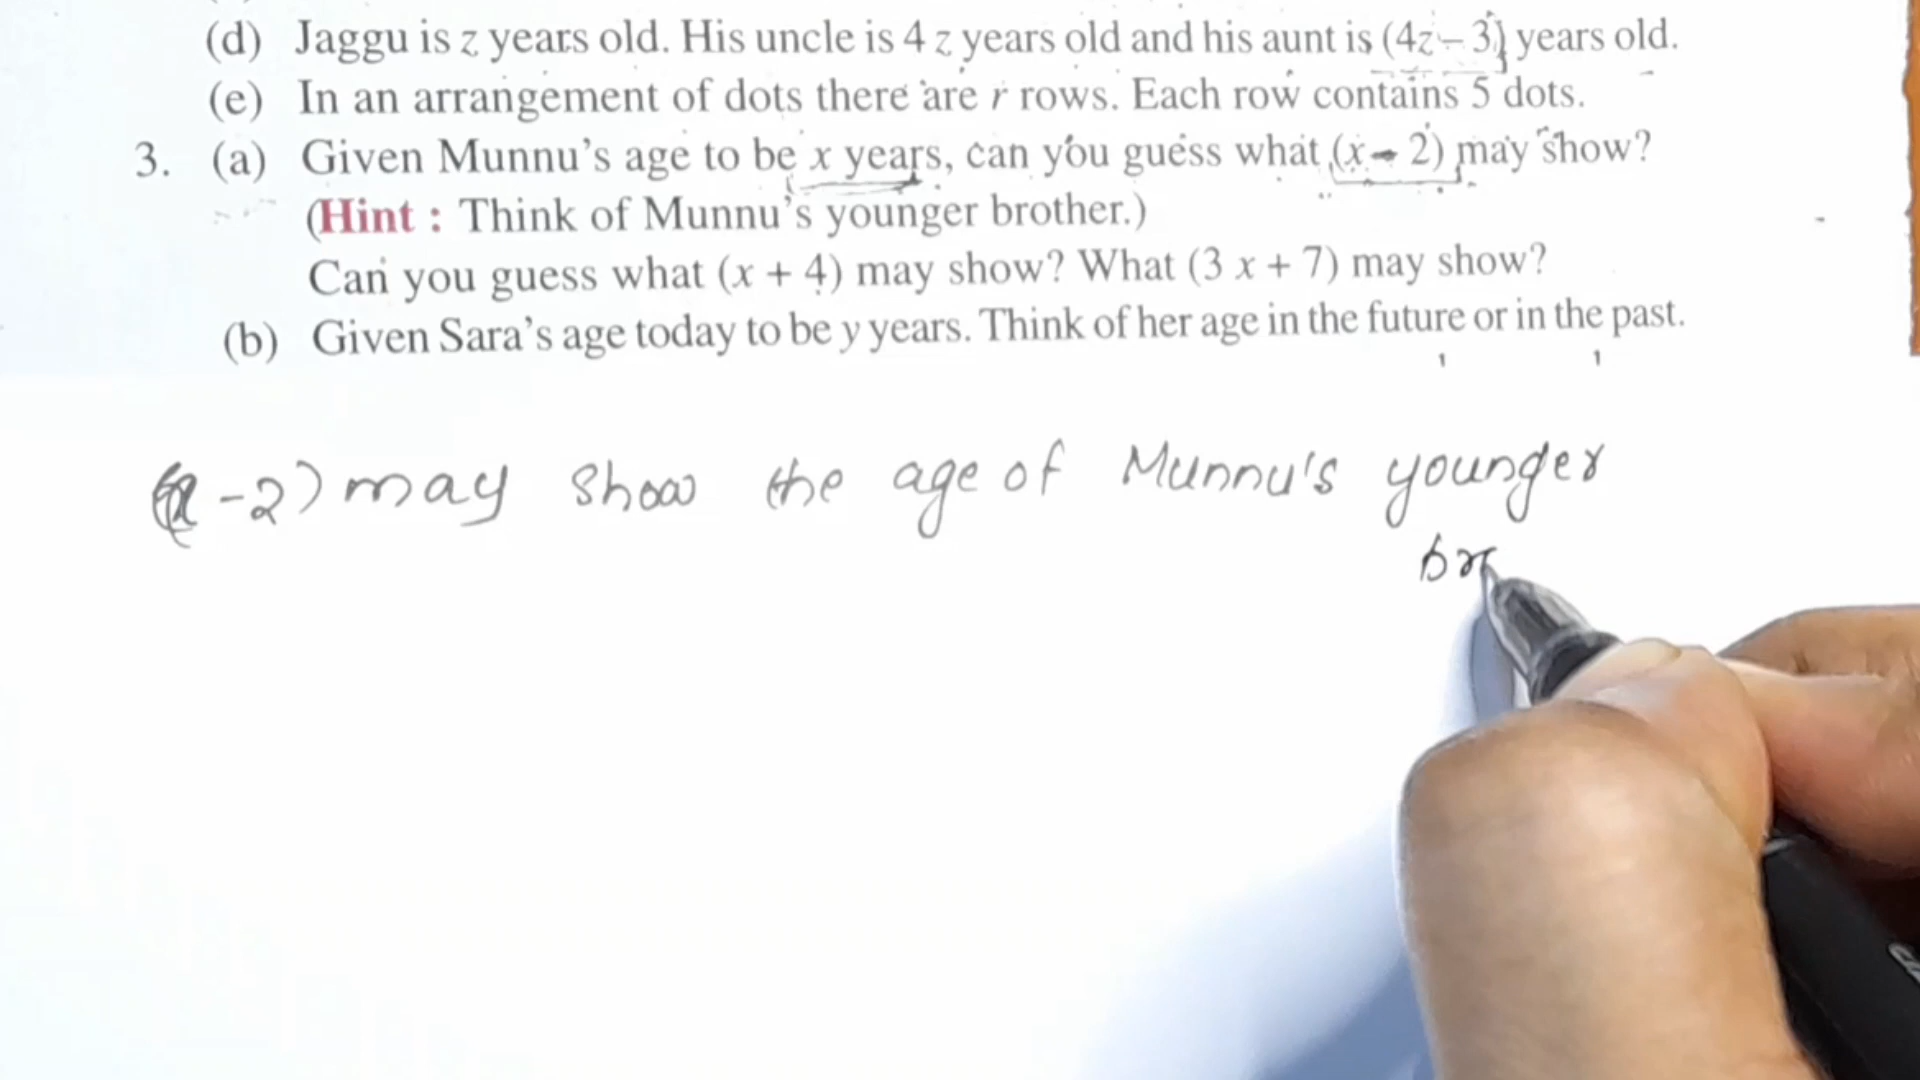 (d) Jaggu is z years old. His uncle is 4 z years old and his aunt is (4z – 3) years old.
(e) In an arrangement of dots there are r rows. Each row contains 5 dots.
3. (a) Given Munnu's age to be x years, can you guess what (x – 2) may show?
(Hint : Think of Munnu's younger brother.)
Can you guess what (x + 4) may show? What (3 x + 7) may show?
(b) Given Sara's age today to be y years. Think of her age in the future or in the past.
(x -2) may show the age of Munnu's younger
br